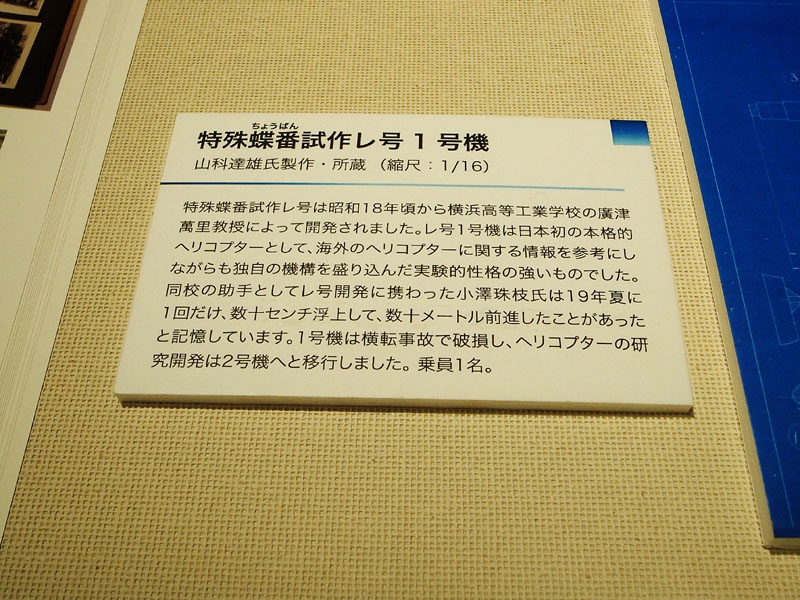 ちょうばん
特殊蝶番試作レ号1号機
山科達雄氏製作・所蔵（縮尺：1/16）
特殊蝶番試作レ号は昭和18年頃から横浜高等工業学校の廣津
萬里教授によって開発されました。レ号1号機は日本初の本格的
ヘリコプターとして、海外のヘリコプターに関する情報を参考にし
ながらも独自の機構を盛り込んだ実験的性格の強いものでした。
同校の助手としてレ号開発に携わった小澤珠枝氏は19年夏に
1回だけ、数十センチ浮上して、数十メートル前進したことがあった
と記憶しています。1号機は横転事故で破損し、ヘリコプターの研
究開発は2号機へと移行しました。乗員1名。